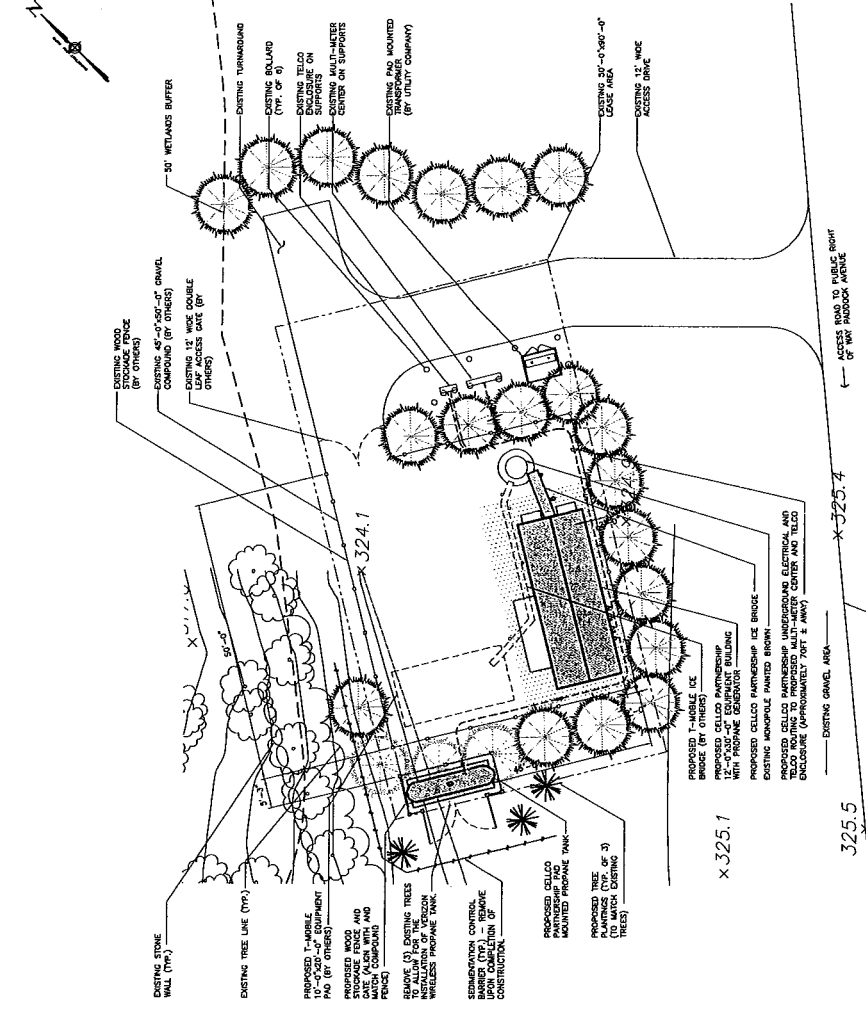 50' WETLANDS BUFFER
EXISTING TURNAROUND
EXISTING BOLLARD
(TYP. OF 6)
EXISTING TELCO
ENCLOSURE ON
SUPPORTS
EXISTING MULTI-METER
CENTER ON SUPPORTS
EXISTING PAD MOUNTED
TRANSFORMER
(BY UTILITY COMPANY)
EXISTING 50'-0"x90'-0"
LEASE AREA
EXISTING 12' WIDE
ACCESS DRIVE
EXISTING WOOD
STOCKADE FENCE
(BY OTHERS)
EXISTING 45'-0"x50'-0" GRAVEL
COMPOUND (BY OTHERS)
EXISTING 12' WIDE DOUBLE
LEAF ACCESS GATE (BY
OTHERS)
50'-0"
x 324.1
ACCESS ROAD TO PUBLIC RIGHT
OF WAY PADDOCK AVENUE
x 325.4
EXISTING STONE
WALL (TYP.)
EXISTING TREE LINE (TYP.)
PROPOSED T-MOBILE
10'-0"x20'-0" EQUIPMENT
PAD (BY OTHERS)
PROPOSED WOOD
STOCKADE FENCE AND
GATE (ALIGN WITH AND
MATCH COMPOUND
FENCE)
REMOVE (3) EXISTING TREES
TO ALLOW FOR THE
INSTALLATION OF VERIZON
WIRELESS PROPANE TANK.
SEDIMENTATION CONTROL
BARRIER (TYP.) - REMOVE
UPON COMPLETION OF
CONSTRUCTION.
PROPOSED CELLCO
PARTNERSHIP PAD
MOUNTED PROPANE TANK
PROPOSED TREE
PLANTINGS (TYP. OF 3)
(TO MATCH EXISTING
TREES)
PROPOSED T-MOBILE ICE
BRIDGE (BY OTHERS)
PROPOSED CELLCO PARTNERSHIP
12'-0"x30'-0" EQUIPMENT BUILDING
WITH PROPANE GENERATOR
PROPOSED CELLCO PARTNERSHIP ICE BRIDGE
EXISTING MONOPOLE PAINTED BROWN
PROPOSED CELLCO PARTNERSHIP UNDERGROUND ELECTRICAL AND
TELCO ROUTING TO PROPOSED MULTI-METER CENTER AND TELCO
ENCLOSURE (APPROXIMATELY 70FT ± AWAY)
EXISTING GRAVEL AREA
x 325.1
325.5